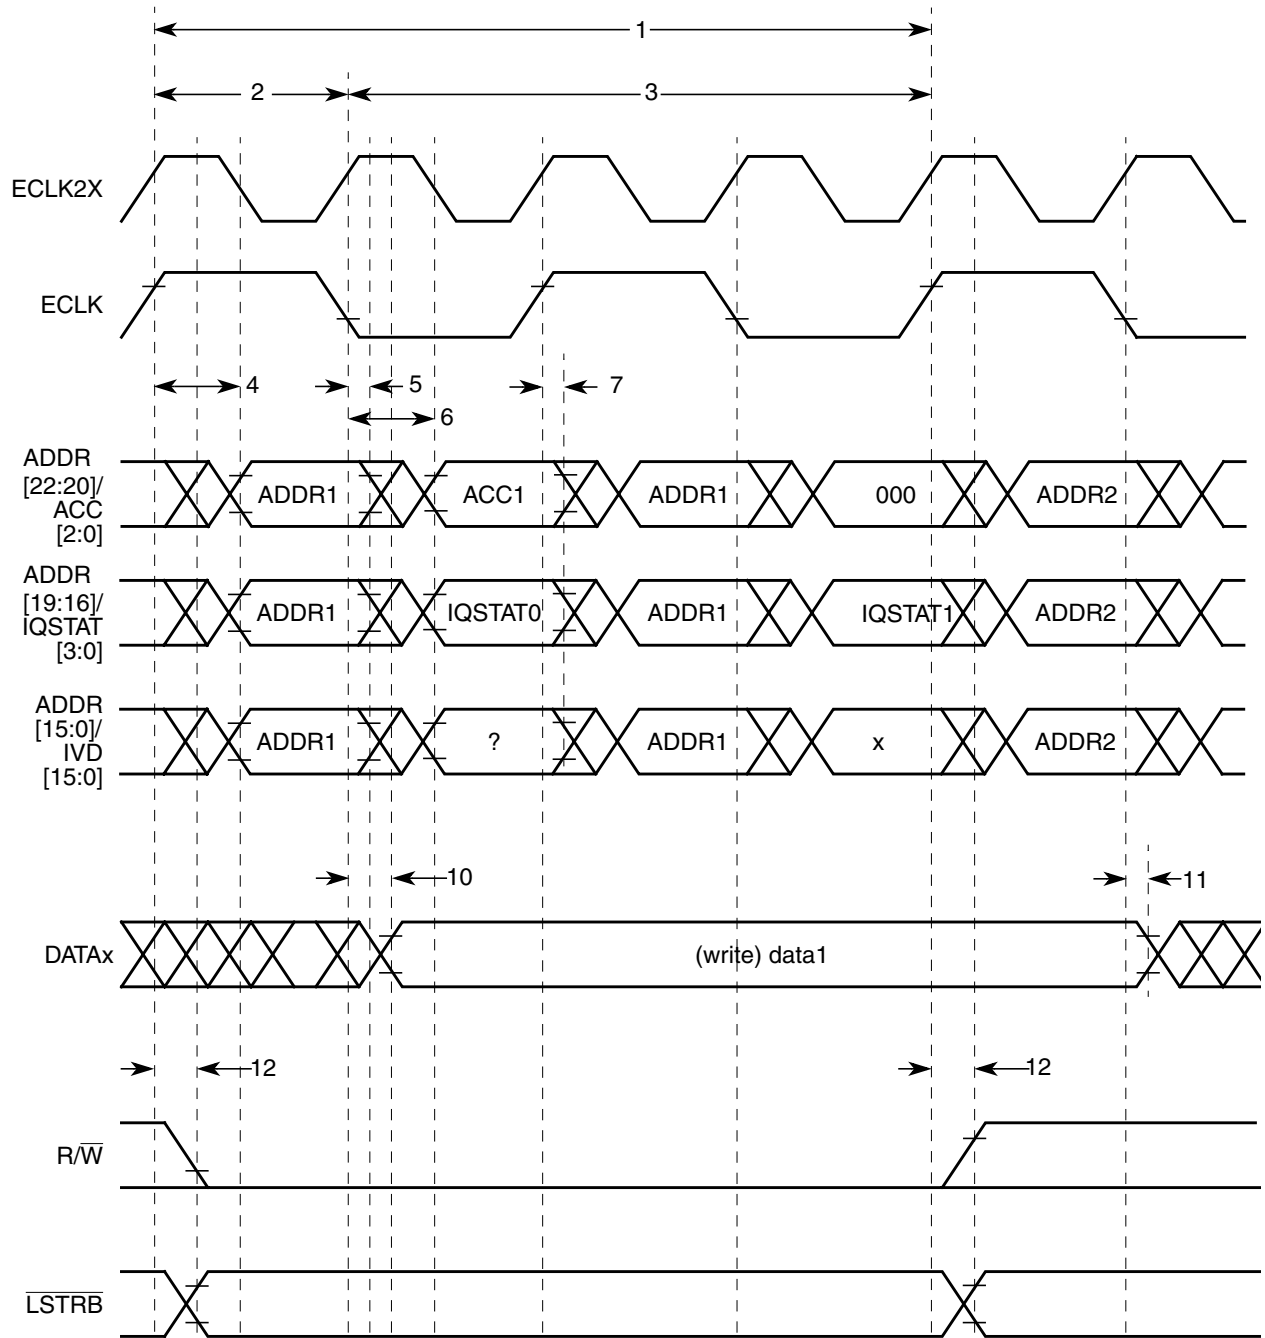 1
2 3
ECLK2X
ECLK
4 5 7
6
ADDR
[22:20]/
ACC
[2:0]
ADDR1 ACC1 ADDR1 000 ADDR2
ADDR
[19:16]/
IQSTAT
[3:0]
ADDR1 IQSTAT0 ADDR1 IQSTAT1 ADDR2
ADDR
[15:0]/
IVD
[15:0]
ADDR1 ? ADDR1 x ADDR2
10 11
DATAx (write) data1
12 12
R/W̅
L̅S̅T̅R̅B̅